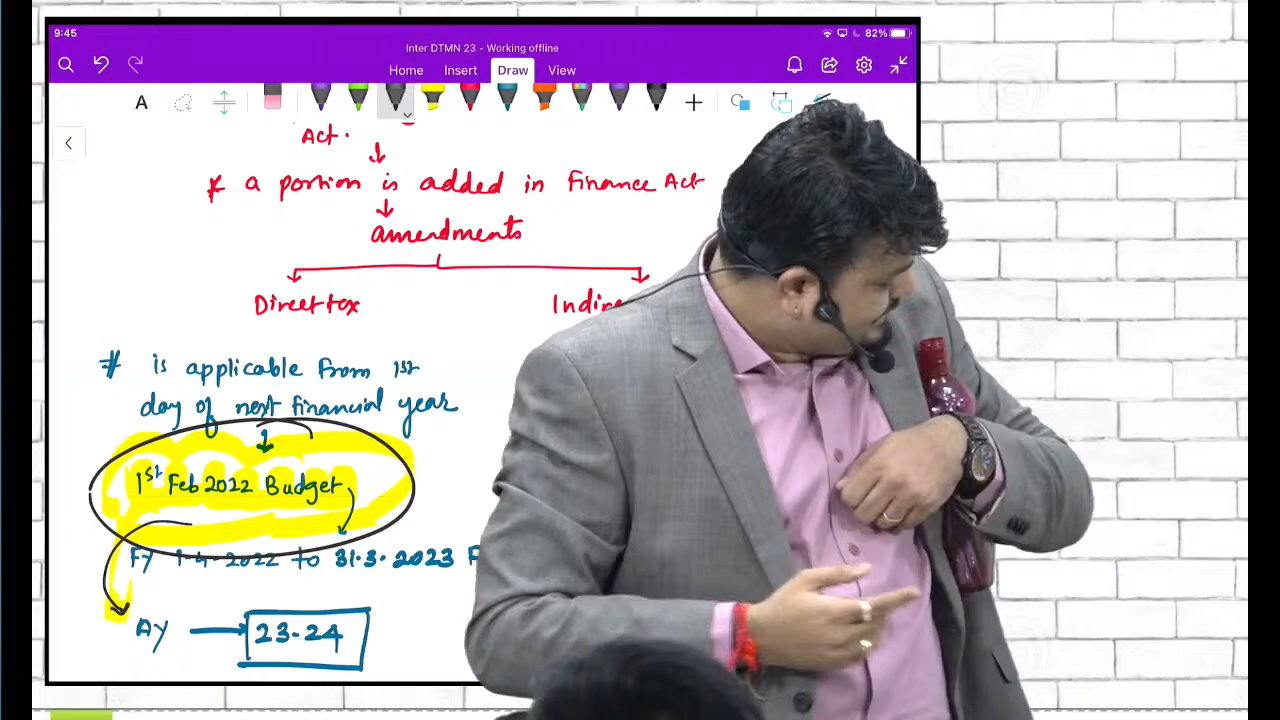 9:45
82%
Inter DTMN 23 - Working offline
Home Insert Draw View
A
Act.
* a portion is added in Finance Act
amendments
Direct tax
# is applicable from 1st
day of next financial year
1st Feb 2022 Budget
Fy 1-4-2022 to 31.3.2023
AY → 23-24